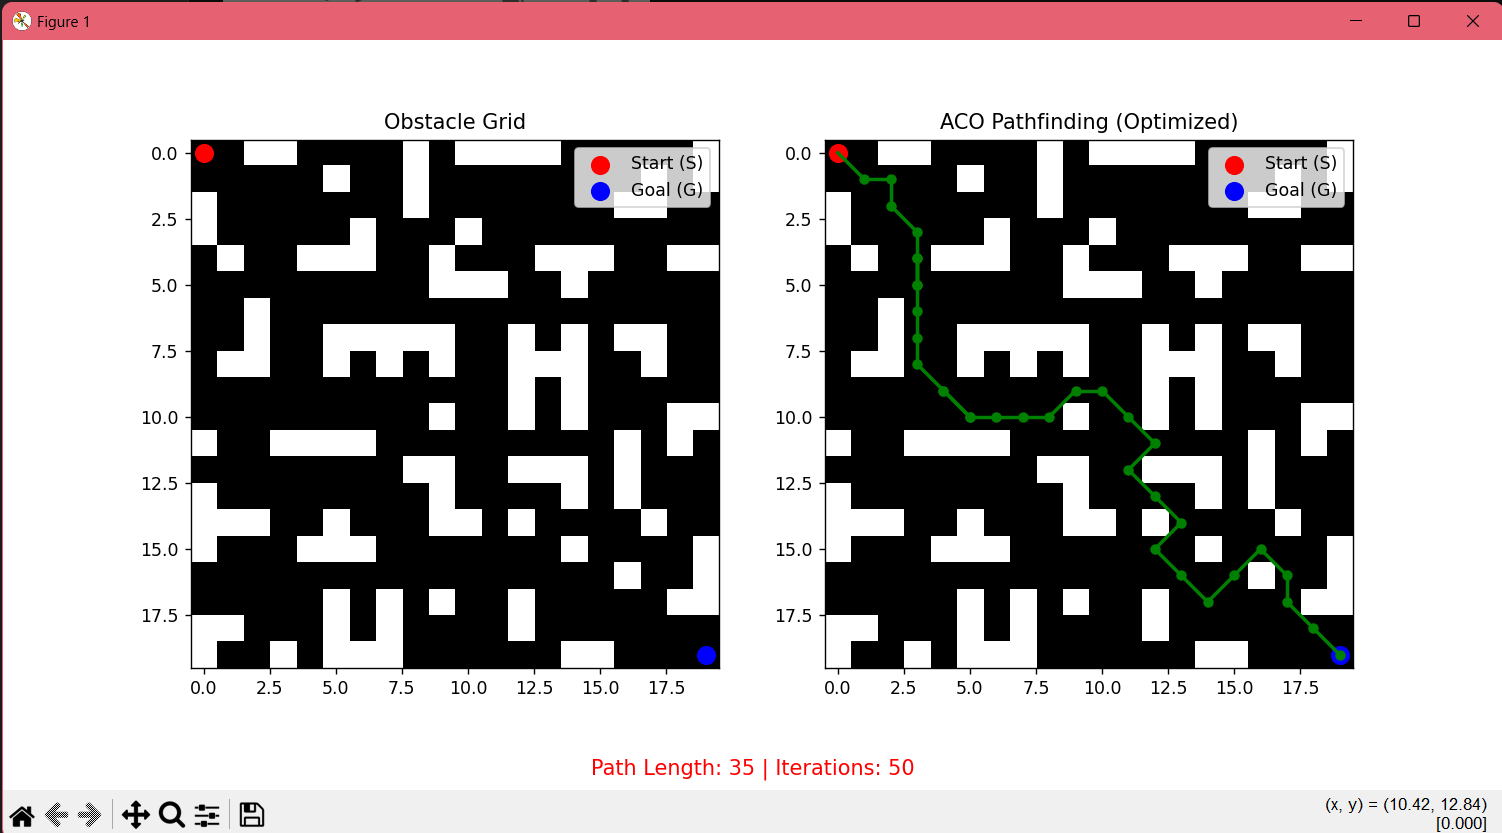 Figure 1
Obstacle Grid
Start (S)
Goal (G)
0.0
2.5
5.0
7.5
10.0
12.5
15.0
17.5
0.0 2.5 5.0 7.5 10.0 12.5 15.0 17.5
ACO Pathfinding (Optimized)
Start (S)
Goal (G)
0.0
2.5
5.0
7.5
10.0
12.5
15.0
17.5
0.0 2.5 5.0 7.5 10.0 12.5 15.0 17.5
Path Length: 35 | Iterations: 50
(x, y) = (10.42, 12.84)
[0.000]